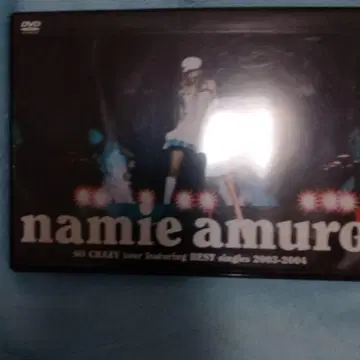 DVD
namie amuro
SO CRAZY tour featuring BEST singles 2003-2004